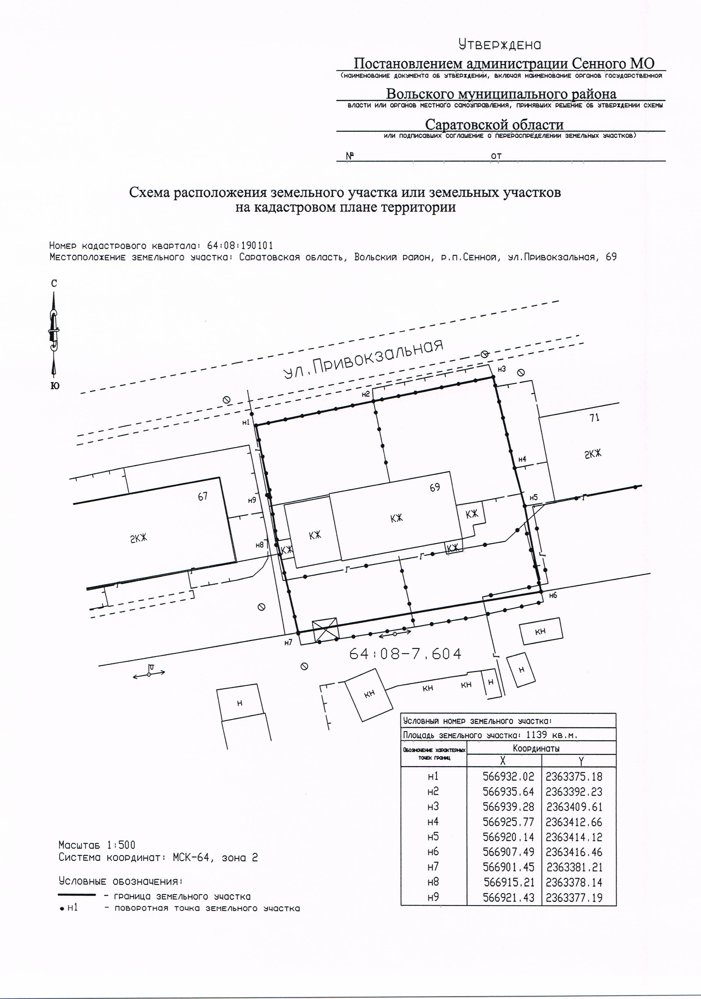 Утверждена
Постановлением администрации Сенного МО
(наименование документа об утверждении, включая наименование органов государственной
Вольского муниципального района
власти или органов местного самоуправления, принявших решение об утверждении схемы
Саратовской области
или подписавших соглашение о перераспределении земельных участков)
№ от
Схема расположения земельного участка или земельных участков
на кадастровом плане территории
Номер кадастрового квартала: 64:08:190101
Местоположение земельного участка: Саратовская область, Вольский район, р.п.Сенной, ул.Привокзальная, 69
С
Ю
ул.Привокзальная
н3
н2
н1
71
2КЖ
н4
69
67
н9
н5
КЖ
КЖ
КЖ
2КЖ
н8
КЖ
КЖ
Г
Г
Г
Г
Г
Г
Г
Г
н6
н7
КН
64:08-7.604
Н
КН
КН
КН
Н
Н
Условный номер земельного участка:
Площадь земельного участка: 1139 кв.м.
Обозначение характерных
точек границ
Координаты
X Y
н1 566932.02 2363375.18
н2 566935.64 2363392.23
н3 566939.28 2363409.61
н4 566925.77 2363412.66
н5 566920.14 2363414.12
н6 566907.49 2363416.46
н7 566901.45 2363381.21
н8 566915.21 2363378.14
н9 566921.43 2363377.19
Масштаб 1:500
Система координат: МСК-64, зона 2
Условные обозначения:
- граница земельного участка
н1 - поворотная точка земельного участка